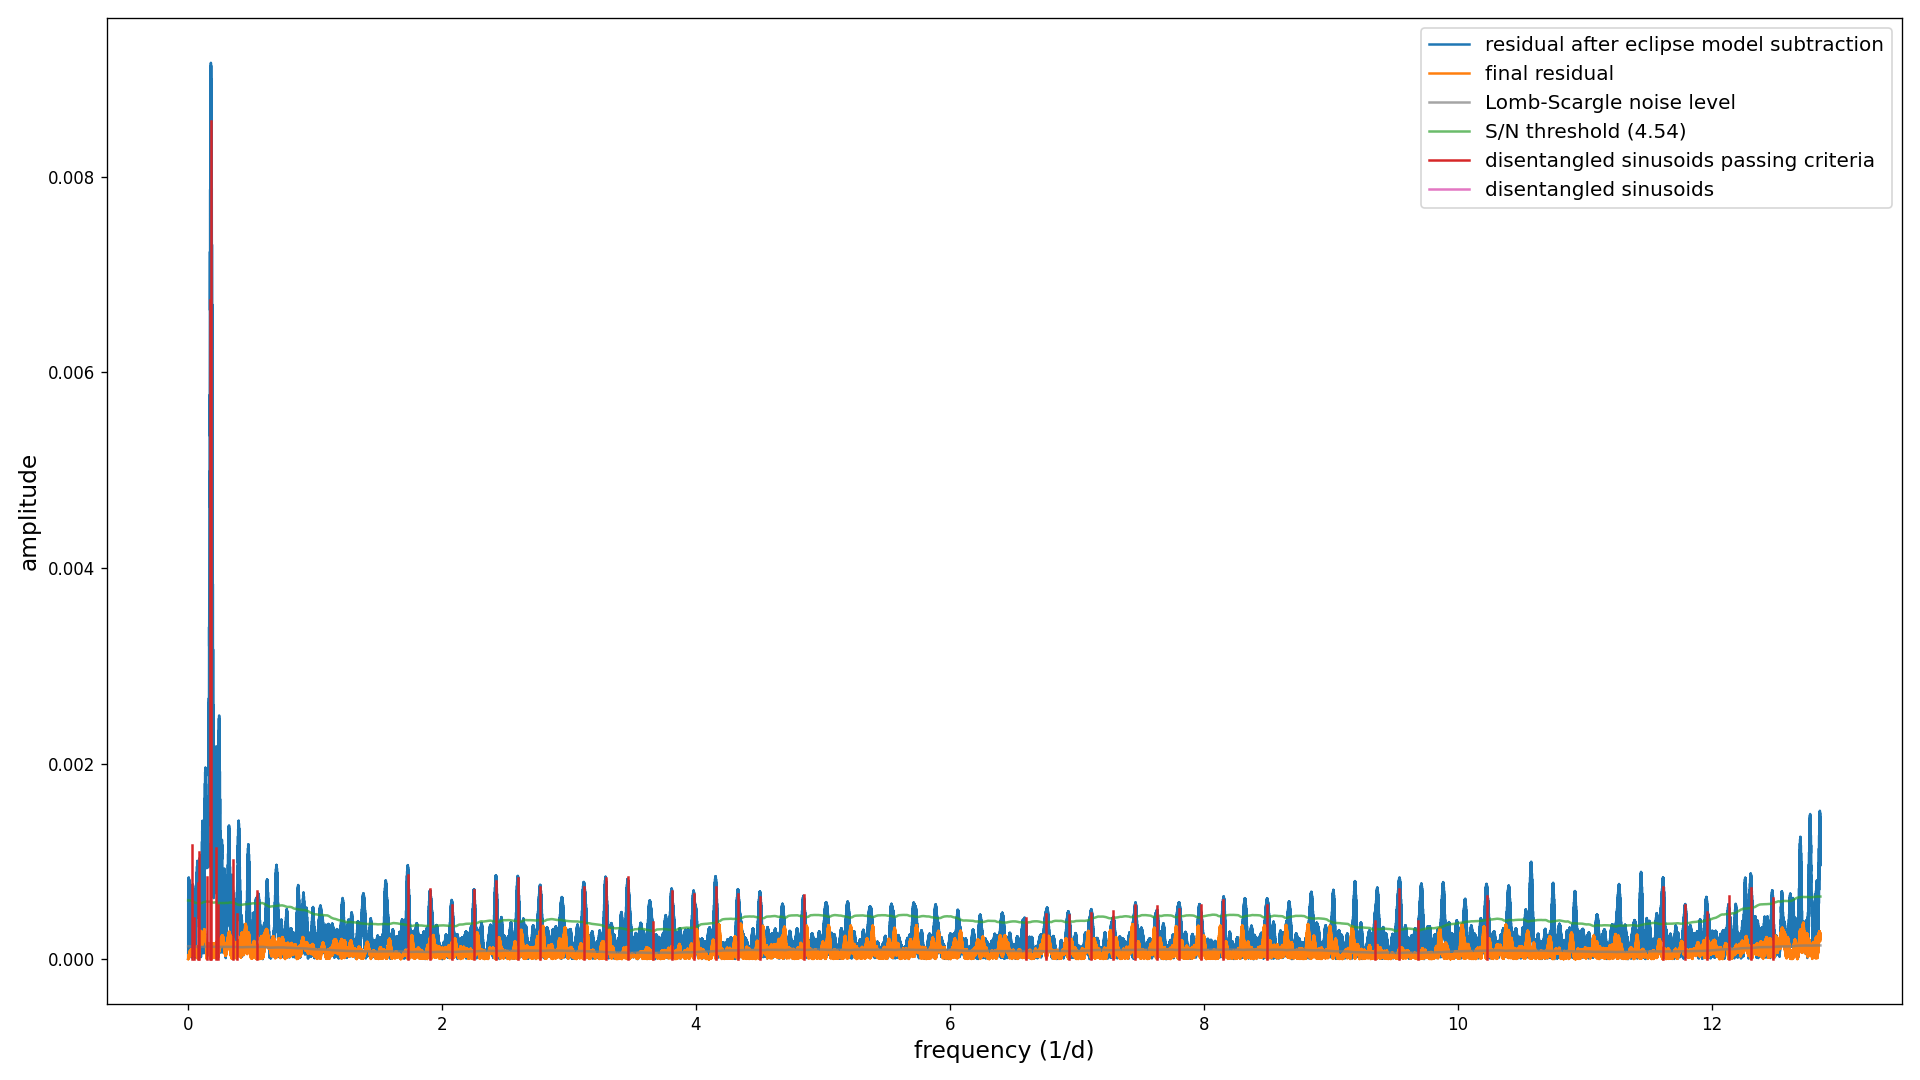 residual after eclipse model subtraction
final residual
Lomb-Scargle noise level
S/N threshold (4.54)
disentangled sinusoids passing criteria
disentangled sinusoids
amplitude
0.008
0.006
0.004
0.002
0.000
0 2 4 6 8 10 12
frequency (1/d)